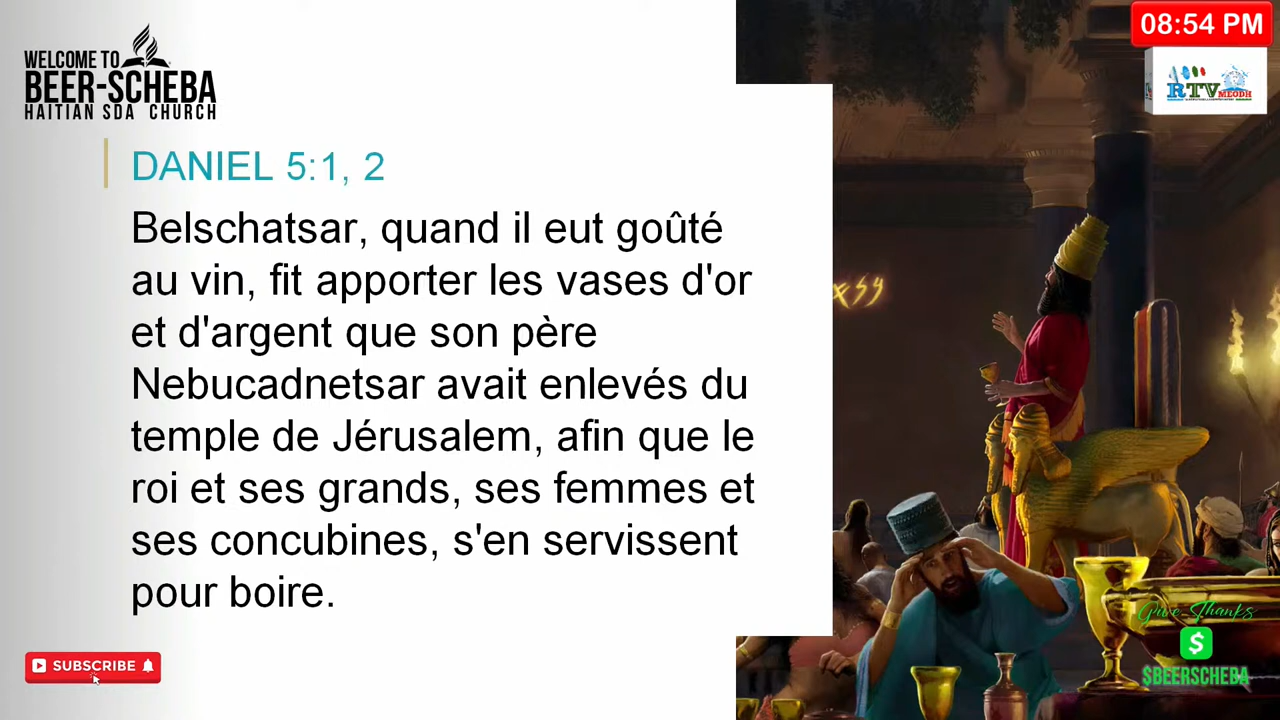 WELCOME TO
BEER-SCHEBA
HAITIAN SDA CHURCH
08:54 PM
RTV MEODH
DANIEL 5:1, 2
Belschatsar, quand il eut goûté
au vin, fit apporter les vases d'or
et d'argent que son père
Nebucadnetsar avait enlevés du
temple de Jérusalem, afin que le
roi et ses grands, ses femmes et
ses concubines, s'en servissent
pour boire.
SUBSCRIBE
Give Thanks
$
$BEERSCHEBA